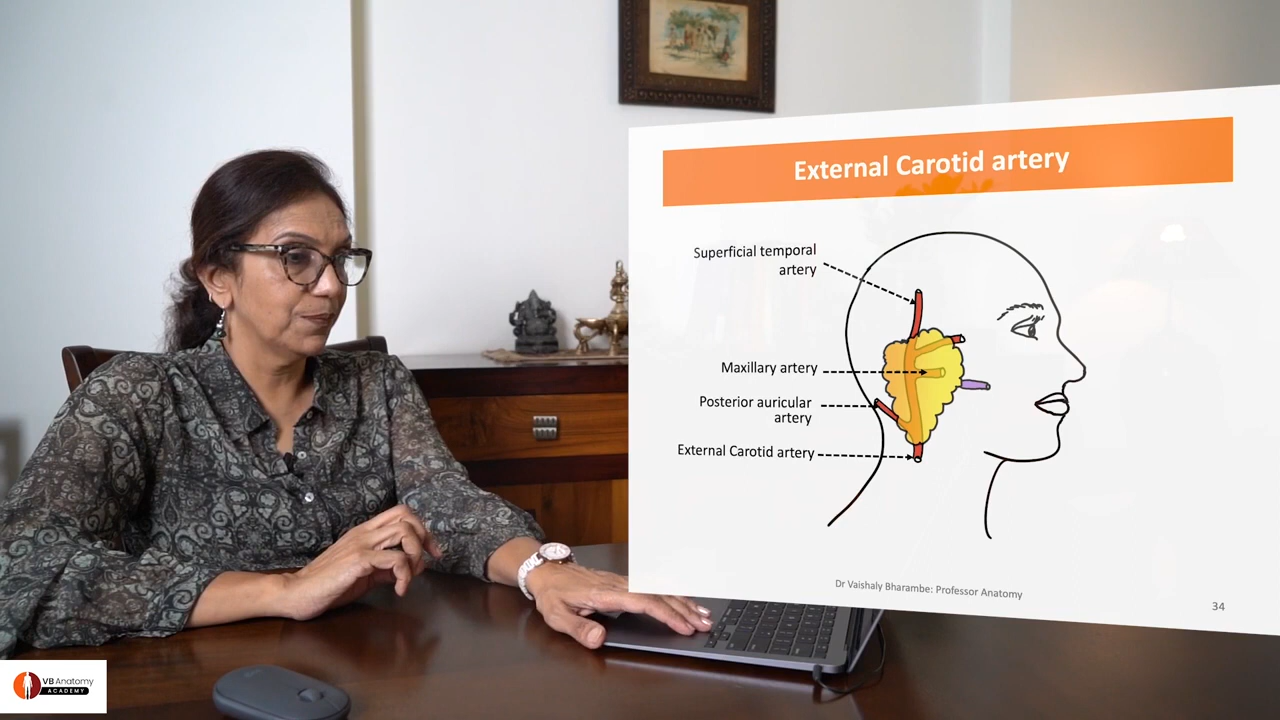 External Carotid artery
Superficial temporal
artery
Maxillary artery
Posterior auricular
artery
External Carotid artery
Dr Vaishaly Bharambe: Professor Anatomy
34
VB Anatomy
ACADEMY